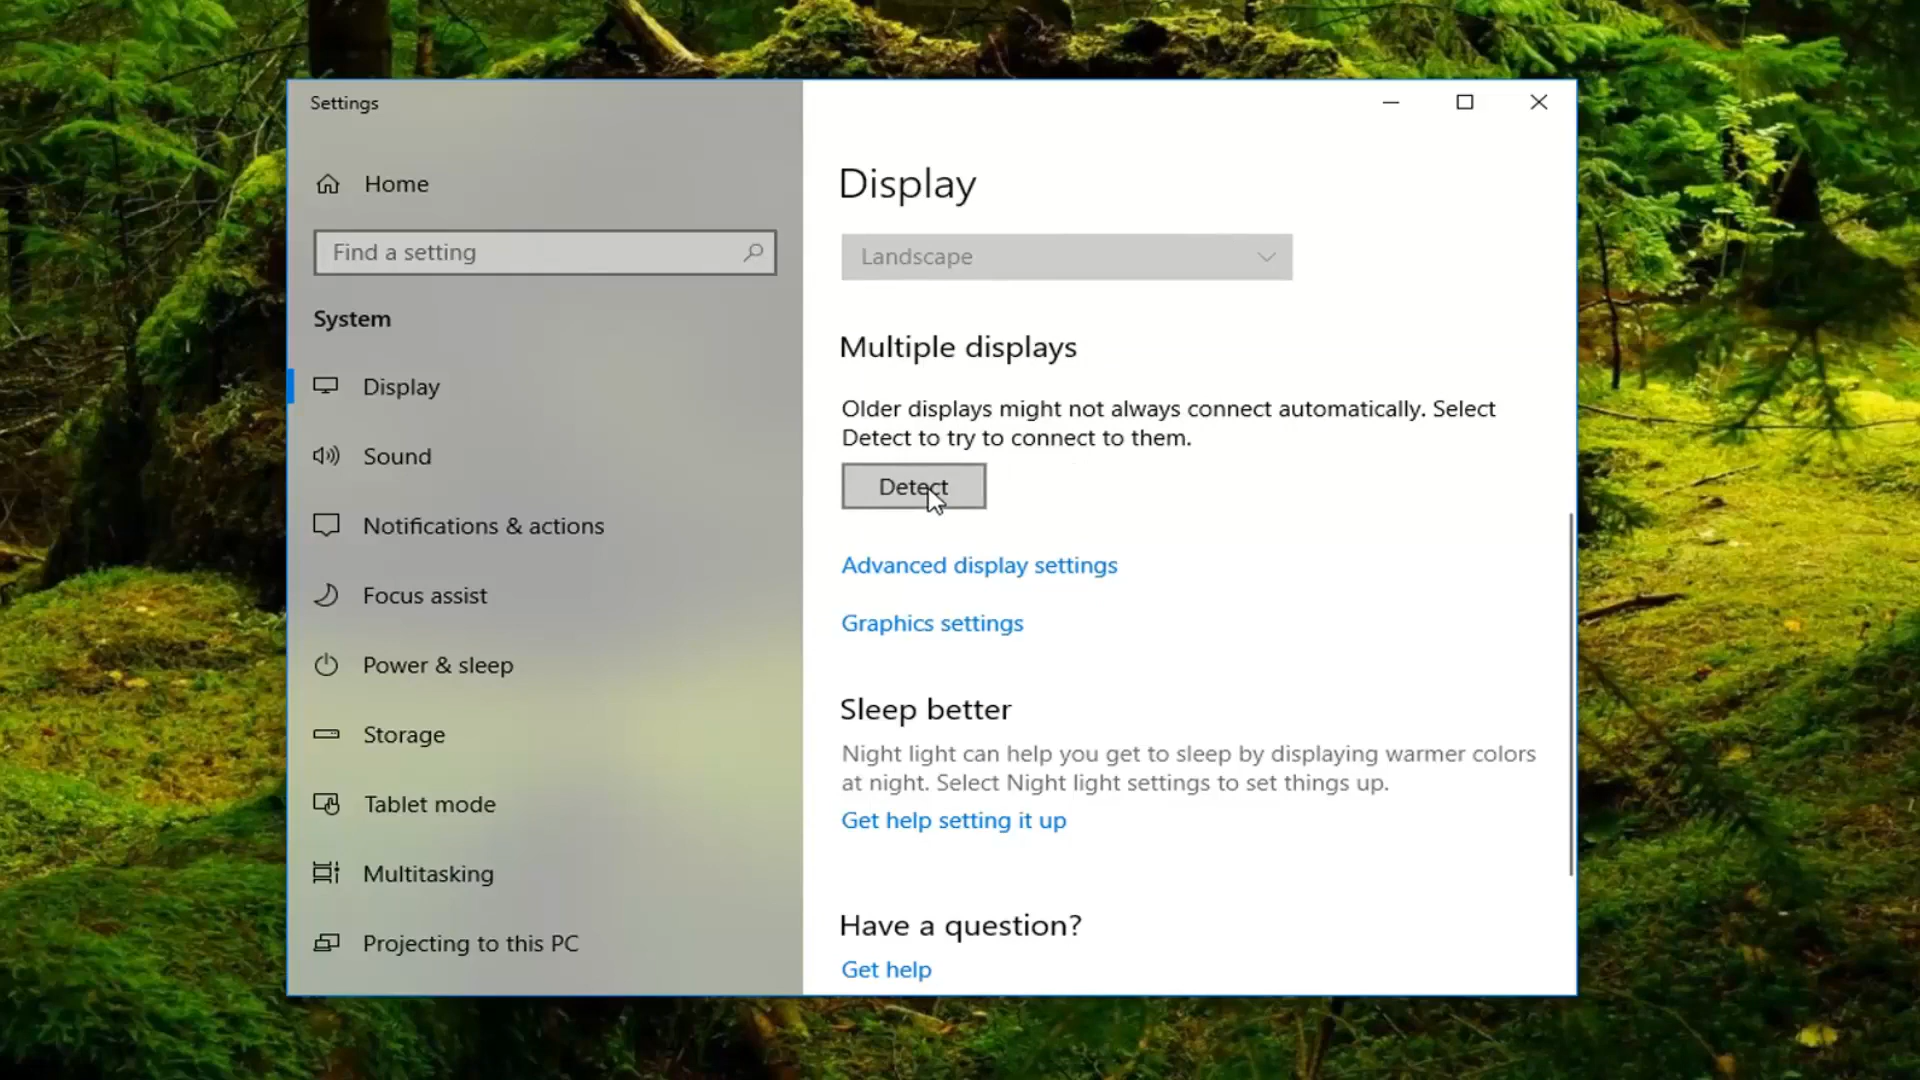 Settings
Home
Find a setting
System
Display
Sound
Notifications & actions
Focus assist
Power & sleep
Storage
Tablet mode
Multitasking
Projecting to this PC
Display
Landscape
Multiple displays
Older displays might not always connect automatically. Select
Detect to try to connect to them.
Detect
Advanced display settings
Graphics settings
Sleep better
Night light can help you get to sleep by displaying warmer colors
at night. Select Night light settings to set things up.
Get help setting it up
Have a question?
Get help